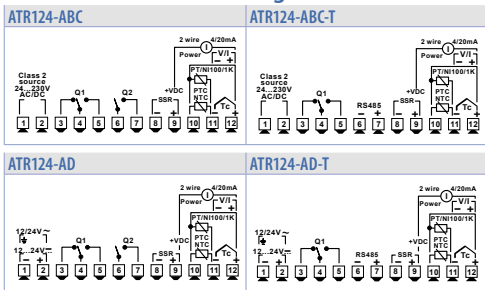 ATR124-ABC
2 wire 4/20mA
Power V/I
- +
PT/NI100/1K
Class 2
source
24...230V
AC/DC
Q1 Q2
+VDC
SSR
- +
PTC
NTC
Tc
1 2 3 4 5 6 7 8 9 10 11 12
ATR124-ABC-T
2 wire 4/20mA
Power V/I
- +
PT/NI100/1K
Class 2
source
24...230V
AC/DC
Q1
RS485
- +
+VDC
SSR
- +
PTC
NTC
Tc
1 2 3 4 5 6 7 8 9 10 11 12
ATR124-AD
2 wire 4/20mA
Power V/I
- +
PT/NI100/1K
12/24V~
12...24V
- +
Q1 Q2
+VDC
SSR
- +
PTC
NTC
Tc
1 2 3 4 5 6 7 8 9 10 11 12
ATR124-AD-T
2 wire 4/20mA
Power V/I
- +
PT/NI100/1K
12/24V~
12...24V
- +
Q1
RS485
- +
+VDC
SSR
- +
PTC
NTC
Tc
1 2 3 4 5 6 7 8 9 10 11 12